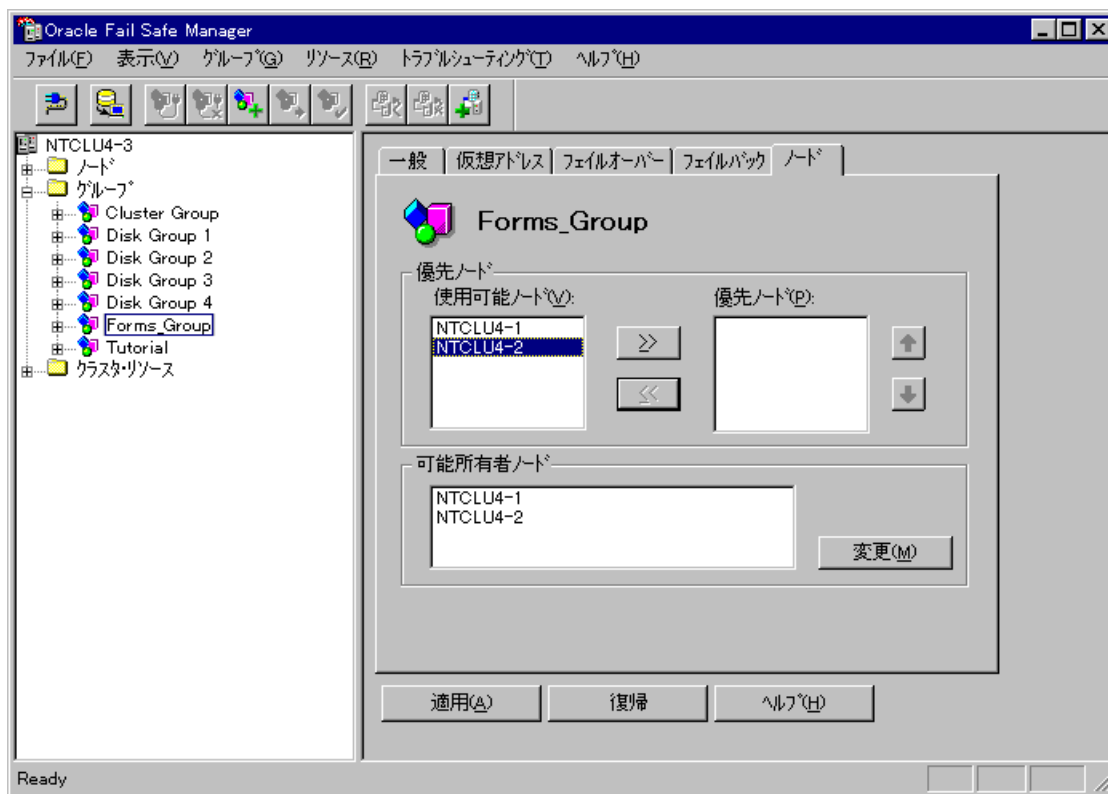 Oracle Fail Safe Manager
ファイル(F) 表示(V) グループ(G) リソース(R) トラブルシューティング(T) ヘルプ(H)
NTCLU4-3
ノード
グループ
Cluster Group
Disk Group 1
Disk Group 2
Disk Group 3
Disk Group 4
Forms_Group
Tutorial
クラスタ・リソース
一般 仮想アドレス フェイルオーバー フェイルバック ノード
Forms_Group
優先ノード
使用可能ノード(V): 優先ノード(P):
NTCLU4-1
NTCLU4-2
>>
<<
可能所有者ノード
NTCLU4-1
NTCLU4-2
変更(M)
適用(A) 復帰 ヘルプ(H)
Ready